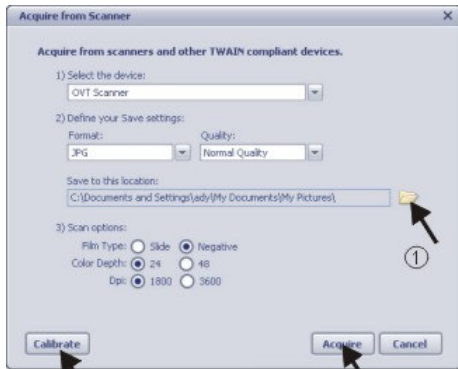 Acquire from Scanner
Acquire from scanners and other TWAIN compliant devices.
1) Select the device:
OVT Scanner
2) Define your Save settings:
Format: Quality:
JPG Normal Quality
Save to this location:
C:\Documents and Settings\ady\My Documents\My Pictures\
1
3) Scan options:
Film Type: Slide Negative
Color Depth: 24 48
Dpi: 1800 3600
Calibrate Acquire Cancel